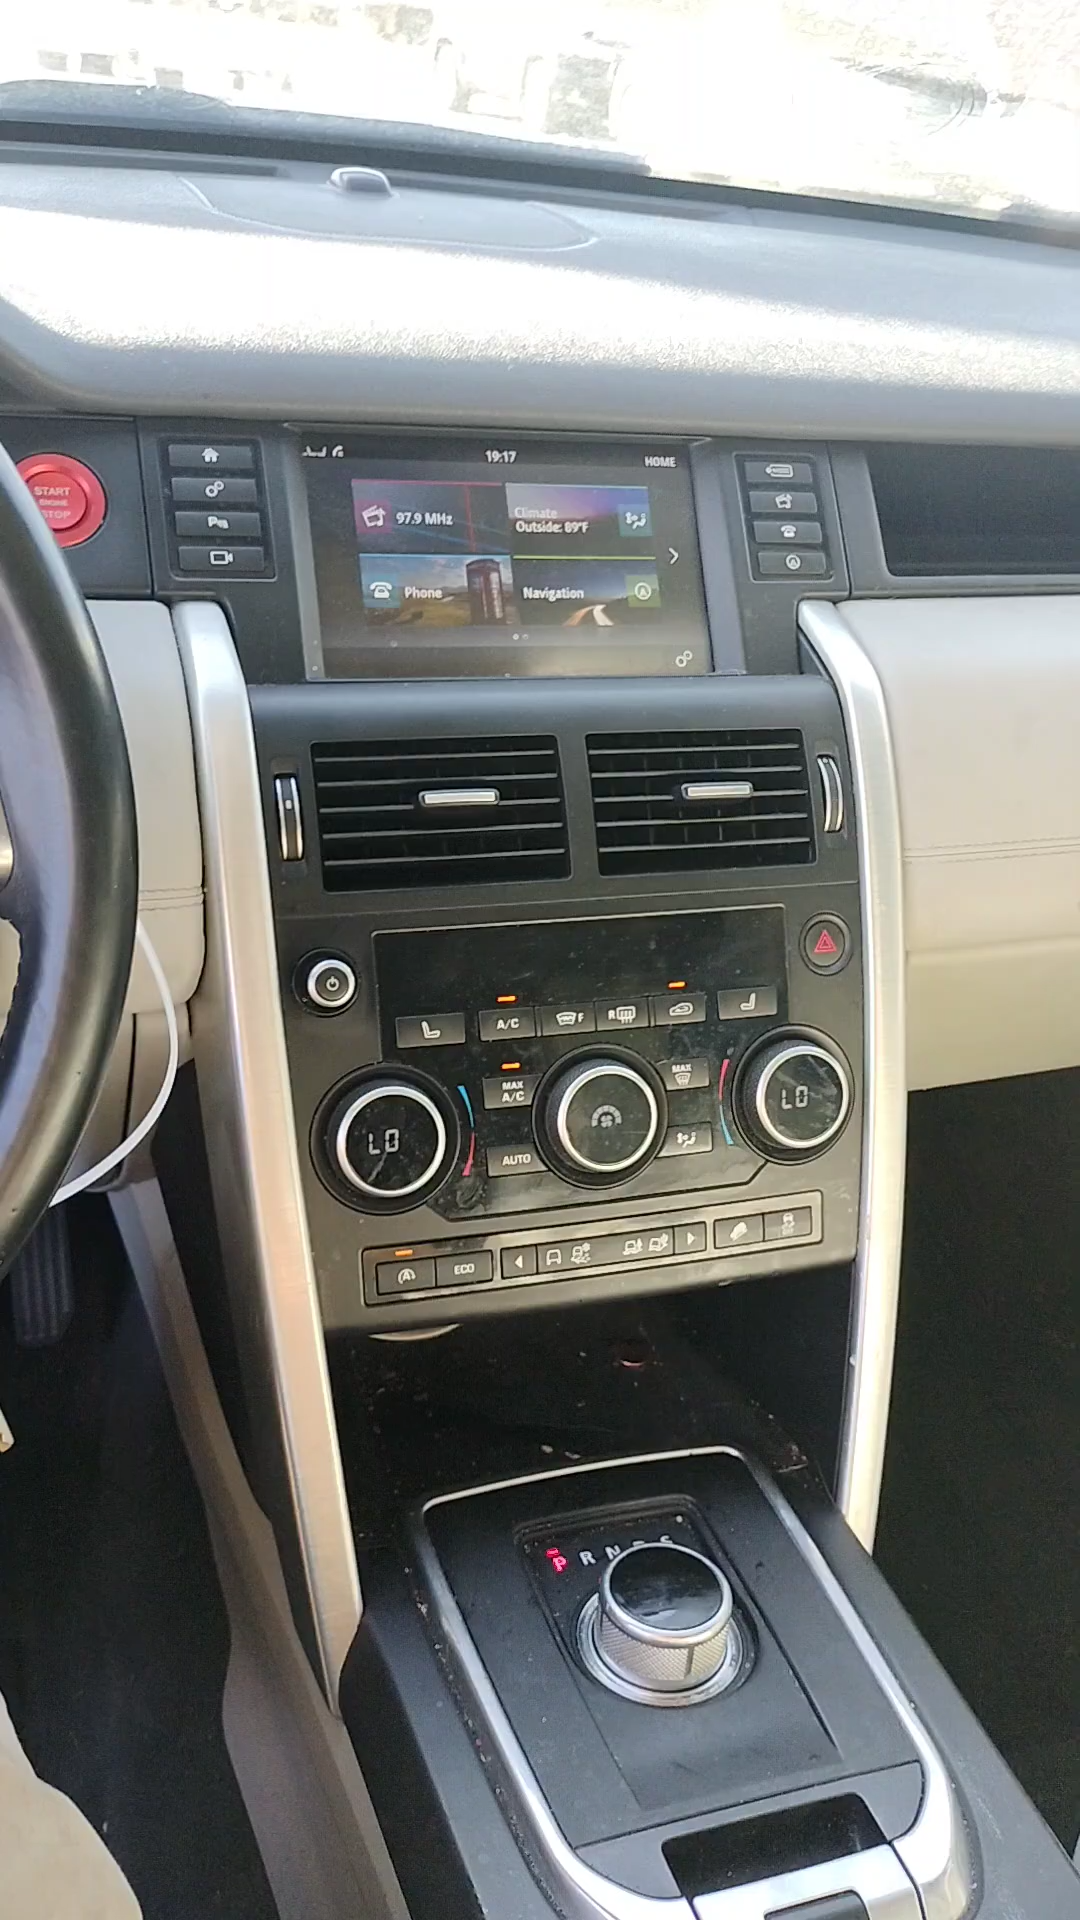 START
ENGINE
STOP
19:17
HOME
97.9 MHz
Climate
Outside: 89°F
Phone
Navigation
A/C
F
R
MAX
A/C
MAX
LO
LO
AUTO
ECO
P R N D S